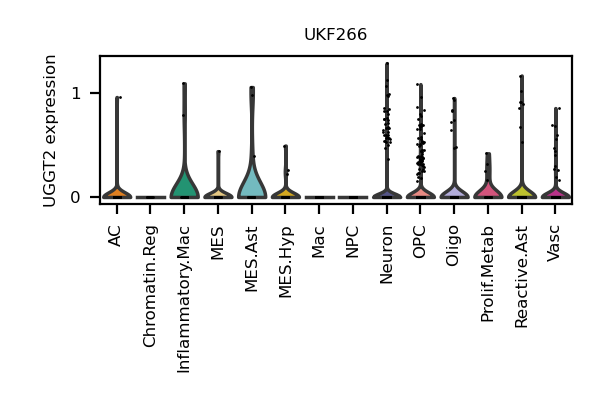 UKF266
UGGT2 expression
1
0
AC
Chromatin.Reg
Inflammatory.Mac
MES
MES.Ast
MES.Hyp
Mac
NPC
Neuron
OPC
Oligo
Prolif.Metab
Reactive.Ast
Vasc